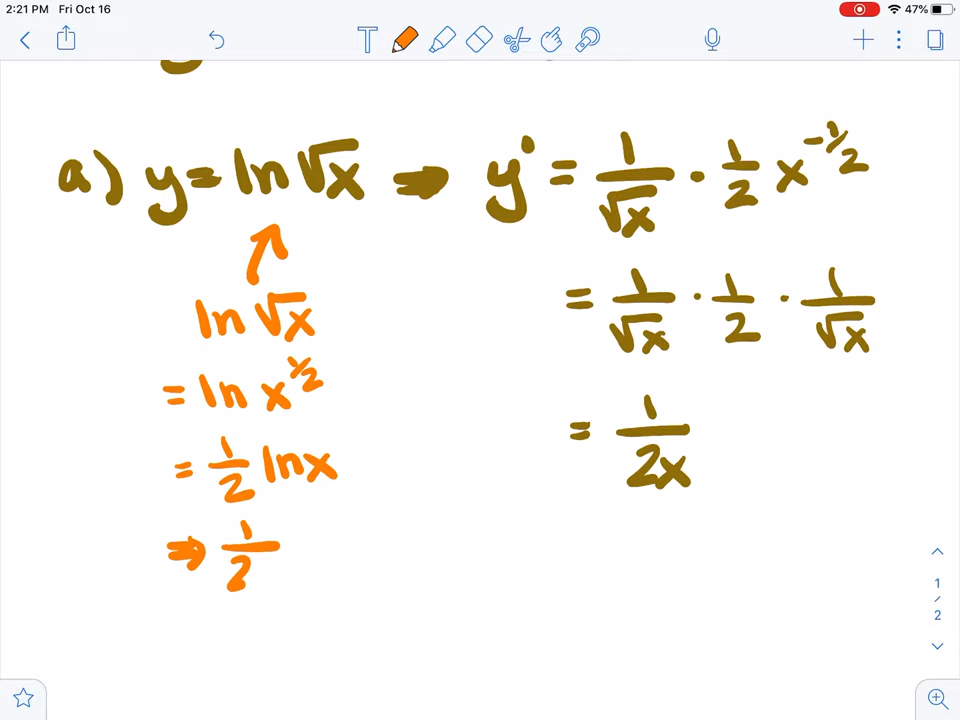 2:21 PM Fri Oct 16 47%
T
a) y = ln √x ⇒ y' = 1/√x · 1/2 x^(-1/2)
ln √x
= ln x^(1/2)
= 1/2 ln x
⇒ 1/2
= 1/√x · 1/2 · 1/√x
= 1/2x
1
/
2